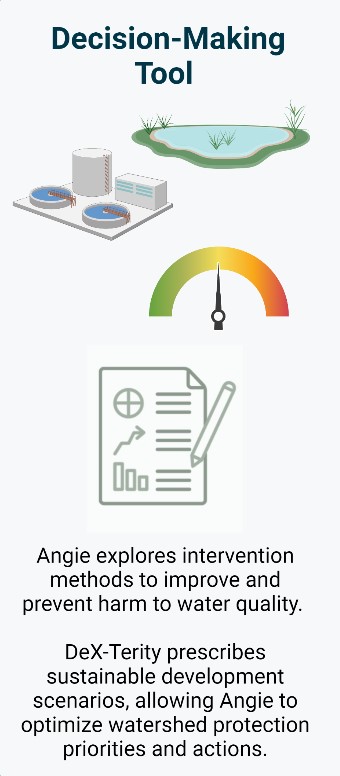 Decision-Making
Tool
Angie explores intervention
methods to improve and
prevent harm to water quality.
DeX-Terity prescribes
sustainable development
scenarios, allowing Angie to
optimize watershed protection
priorities and actions.